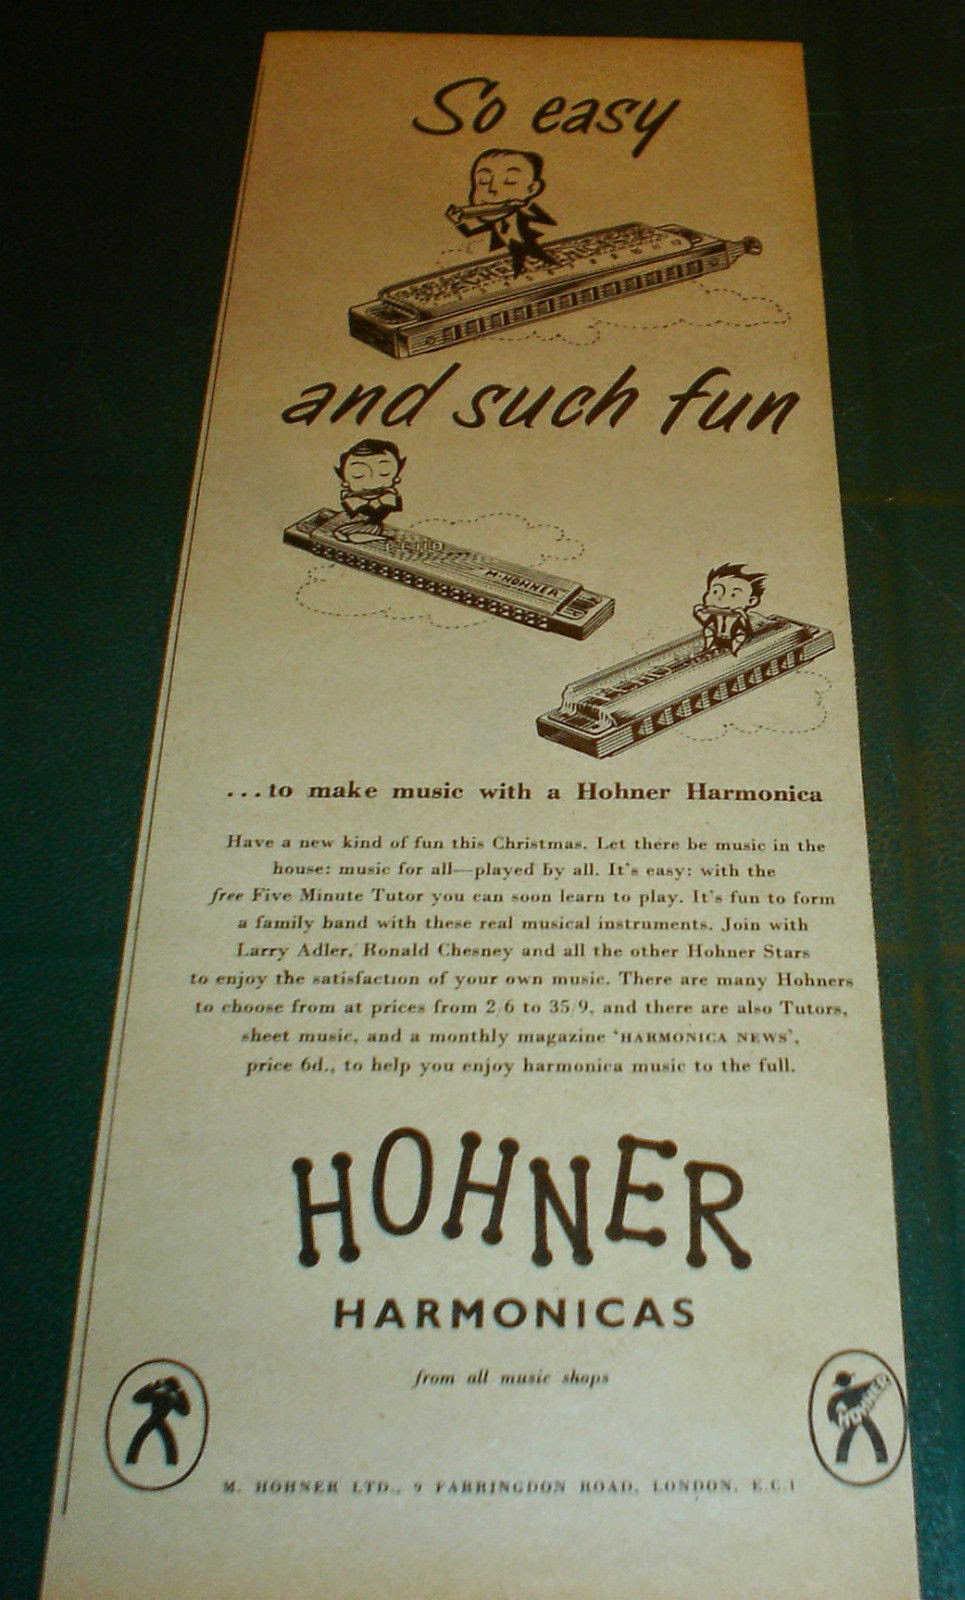 So easy
and such fun
ECHO
M. HOHNER
ECHO
...to make music with a Hohner Harmonica
Have a new kind of fun this Christmas. Let there be music in the
house: music for all—played by all. It's easy: with the
free Five Minute Tutor you can soon learn to play. It's fun to form
a family band with these real musical instruments. Join with
Larry Adler, Ronald Chesney and all the other Hohner Stars
to enjoy the satisfaction of your own music. There are many Hohners
to choose from at prices from 2/6 to 35/9, and there are also Tutors,
sheet music, and a monthly magazine 'HARMONICA NEWS',
price 6d., to help you enjoy harmonica music to the full.
HOHNER
HARMONICAS
from all music shops
HOHNER
M. HOHNER LTD., 9 FARRINGDON ROAD, LONDON, E.C.1